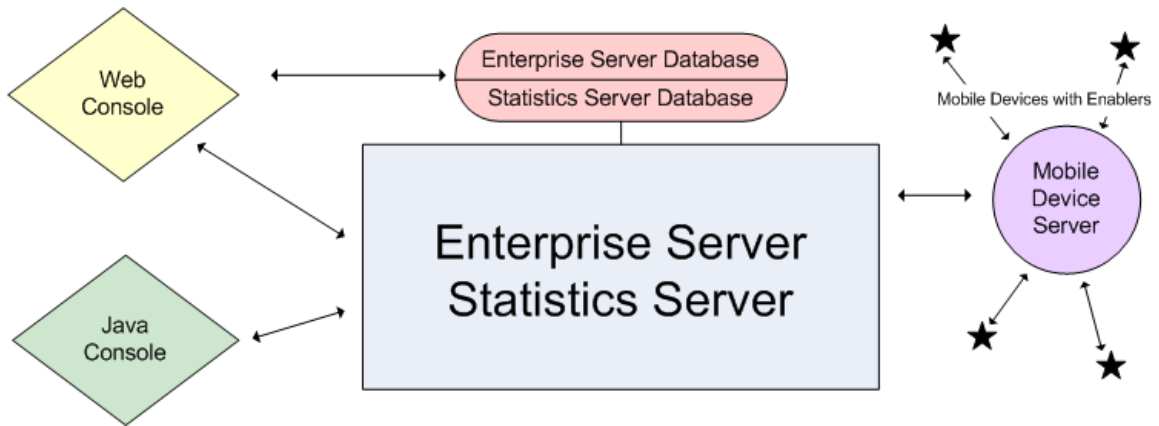 Web
Console
Enterprise Server Database
Statistics Server Database
Mobile Devices with Enablers
Mobile
Device
Server
Enterprise Server
Statistics Server
Java
Console